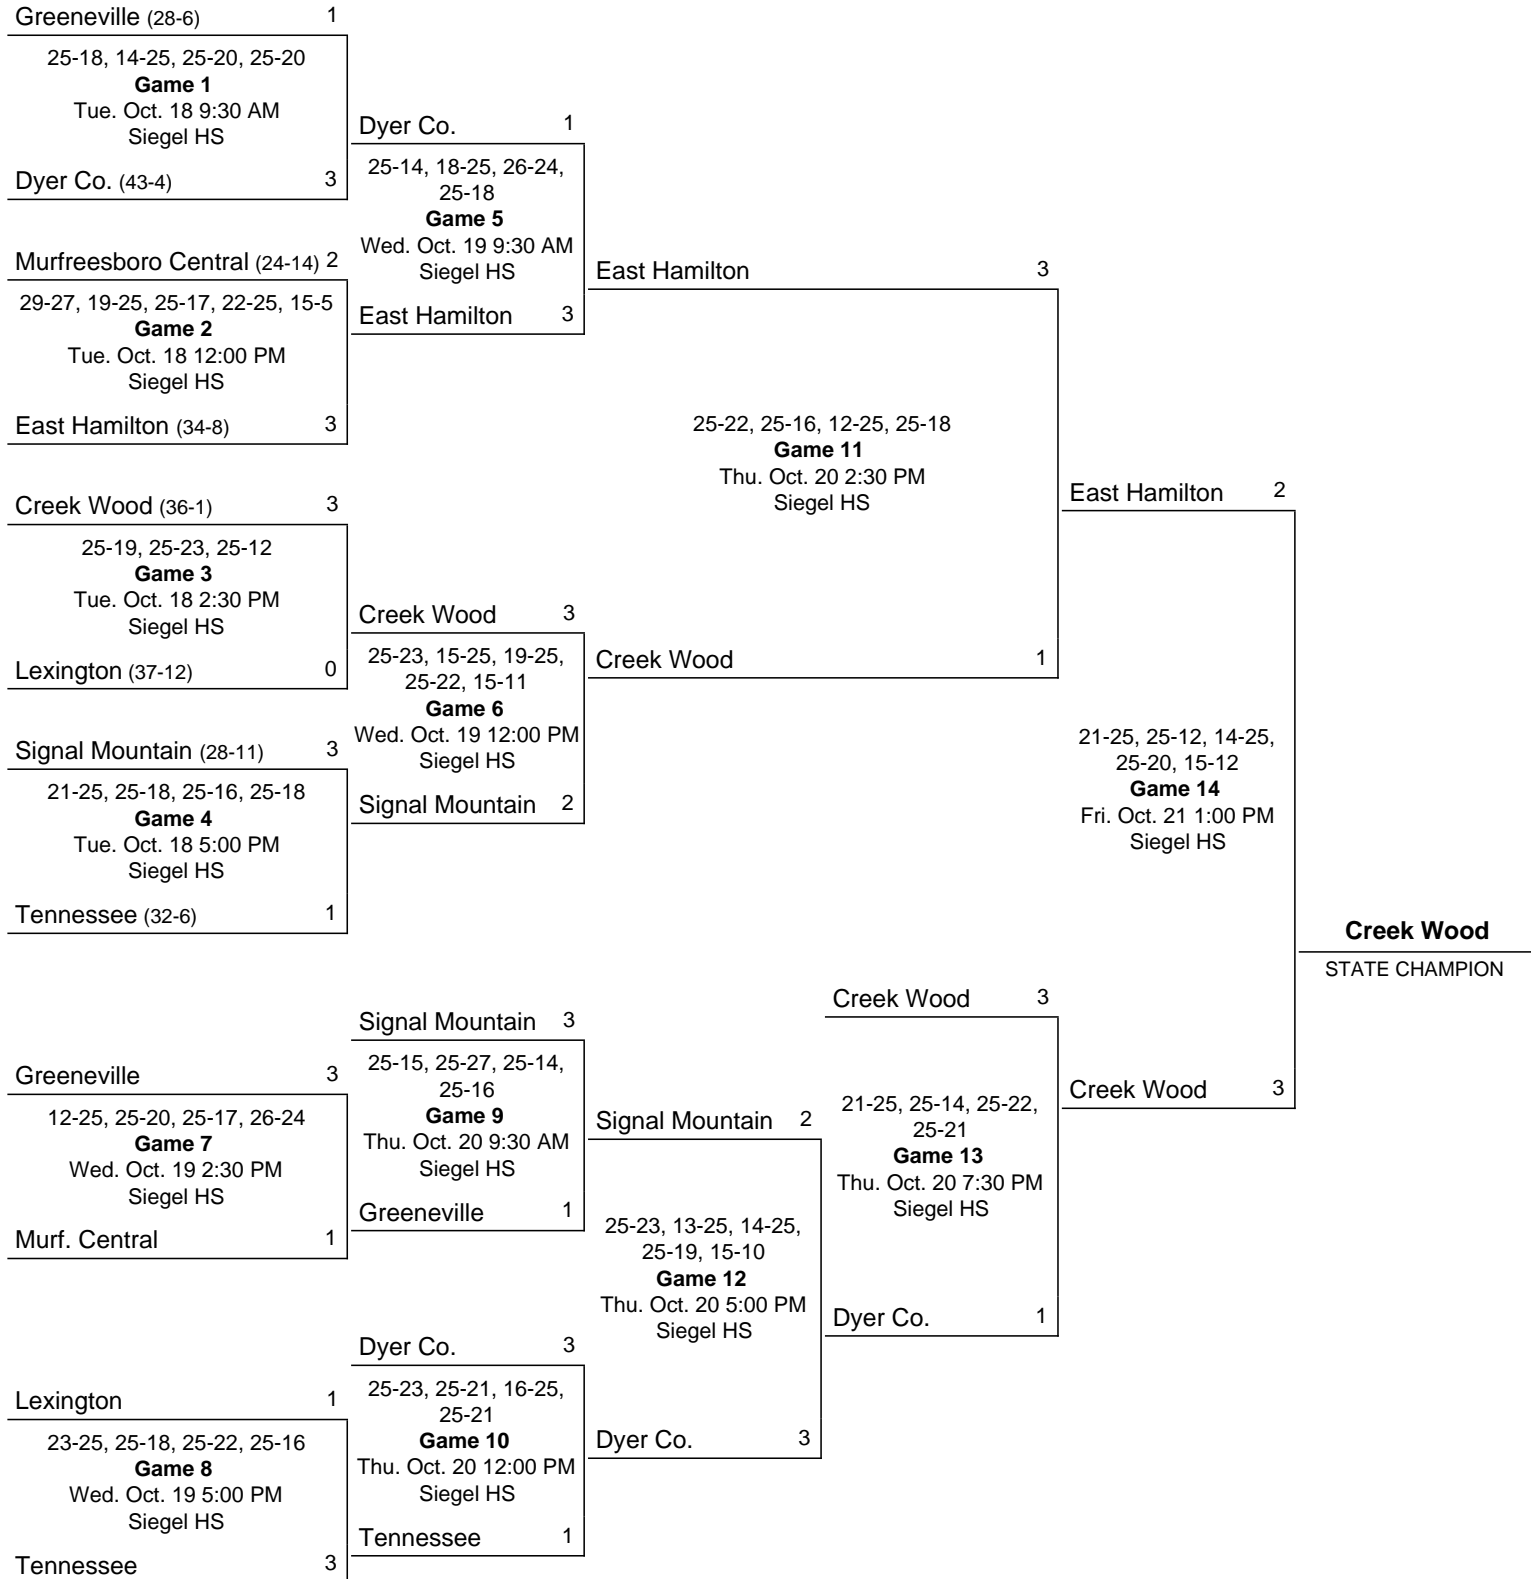 Greeneville (28-6) 1
25-18, 14-25, 25-20, 25-20
Game 1
Tue. Oct. 18 9:30 AM
Siegel HS
Dyer Co. (43-4) 3
Murfreesboro Central (24-14) 2
29-27, 19-25, 25-17, 22-25, 15-5
Game 2
Tue. Oct. 18 12:00 PM
Siegel HS
East Hamilton (34-8) 3
Creek Wood (36-1) 3
25-19, 25-23, 25-12
Game 3
Tue. Oct. 18 2:30 PM
Siegel HS
Lexington (37-12) 0
Signal Mountain (28-11) 3
21-25, 25-18, 25-16, 25-18
Game 4
Tue. Oct. 18 5:00 PM
Siegel HS
Tennessee (32-6) 1
Dyer Co. 1
25-14, 18-25, 26-24,
25-18
Game 5
Wed. Oct. 19 9:30 AM
Siegel HS
East Hamilton 3
Creek Wood 3
25-23, 15-25, 19-25,
25-22, 15-11
Game 6
Wed. Oct. 19 12:00 PM
Siegel HS
Signal Mountain 2
East Hamilton 3
25-22, 25-16, 12-25, 25-18
Game 11
Thu. Oct. 20 2:30 PM
Siegel HS
Creek Wood 1
East Hamilton 2
21-25, 25-12, 14-25,
25-20, 15-12
Game 14
Fri. Oct. 21 1:00 PM
Siegel HS
Creek Wood 3
Creek Wood
STATE CHAMPION
Greeneville 3
12-25, 25-20, 25-17, 26-24
Game 7
Wed. Oct. 19 2:30 PM
Siegel HS
Murf. Central 1
Lexington 1
23-25, 25-18, 25-22, 25-16
Game 8
Wed. Oct. 19 5:00 PM
Siegel HS
Tennessee 3
Signal Mountain 3
25-15, 25-27, 25-14,
25-16
Game 9
Thu. Oct. 20 9:30 AM
Siegel HS
Greeneville 1
Dyer Co. 3
25-23, 25-21, 16-25,
25-21
Game 10
Thu. Oct. 20 12:00 PM
Siegel HS
Tennessee 1
Signal Mountain 2
25-23, 13-25, 14-25,
25-19, 15-10
Game 12
Thu. Oct. 20 5:00 PM
Siegel HS
Dyer Co. 3
Creek Wood 3
21-25, 25-14, 25-22,
25-21
Game 13
Thu. Oct. 20 7:30 PM
Siegel HS
Dyer Co. 1